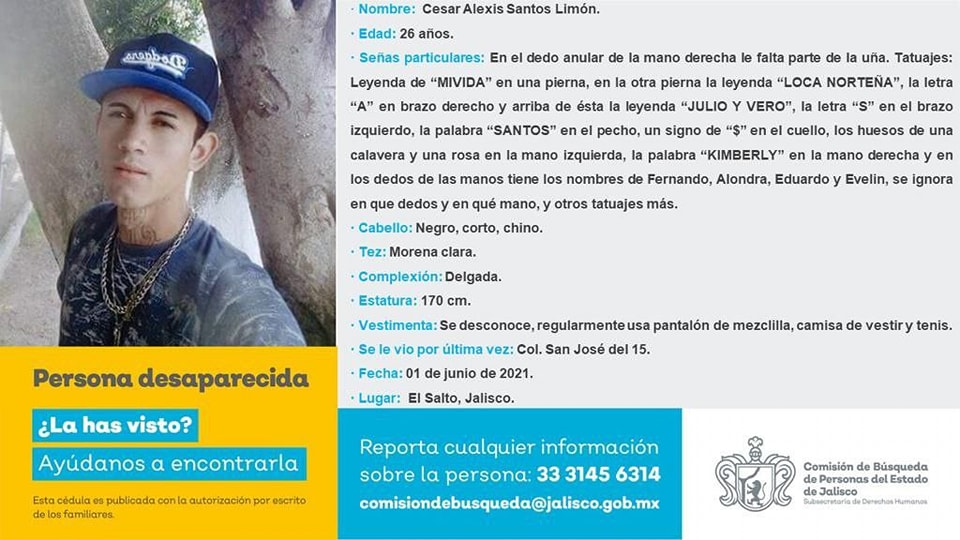 Dodgers
· Nombre: Cesar Alexis Santos Limón.
· Edad: 26 años.
· Señas particulares: En el dedo anular de la mano derecha le falta parte de la uña. Tatuajes:
Leyenda de “MIVIDA” en una pierna, en la otra pierna la leyenda “LOCA NORTEÑA”, la letra
“A” en brazo derecho y arriba de ésta la leyenda “JULIO Y VERO”, la letra “S” en el brazo
izquierdo, la palabra “SANTOS” en el pecho, un signo de “$” en el cuello, los huesos de una
calavera y una rosa en la mano izquierda, la palabra “KIMBERLY” en la mano derecha y en
los dedos de las manos tiene los nombres de Fernando, Alondra, Eduardo y Evelin, se ignora
en que dedos y en qué mano, y otros tatuajes más.
· Cabello: Negro, corto, chino.
· Tez: Morena clara.
· Complexión: Delgada.
· Estatura: 170 cm.
· Vestimenta: Se desconoce, regularmente usa pantalón de mezclilla, camisa de vestir y tenis.
· Se le vio por última vez: Col. San José del 15.
· Fecha: 01 de junio de 2021.
· Lugar: El Salto, Jalisco.
Persona desaparecida
¿La has visto?
Ayúdanos a encontrarla
Esta cédula es publicada con la autorización por escrito
de los familiares.
Reporta cualquier información
sobre la persona: 33 3145 6314
comisiondebusqueda@jalisco.gob.mx
Comisión de Búsqueda
de Personas del Estado
de Jalisco
Subsecretaría de Derechos Humanos